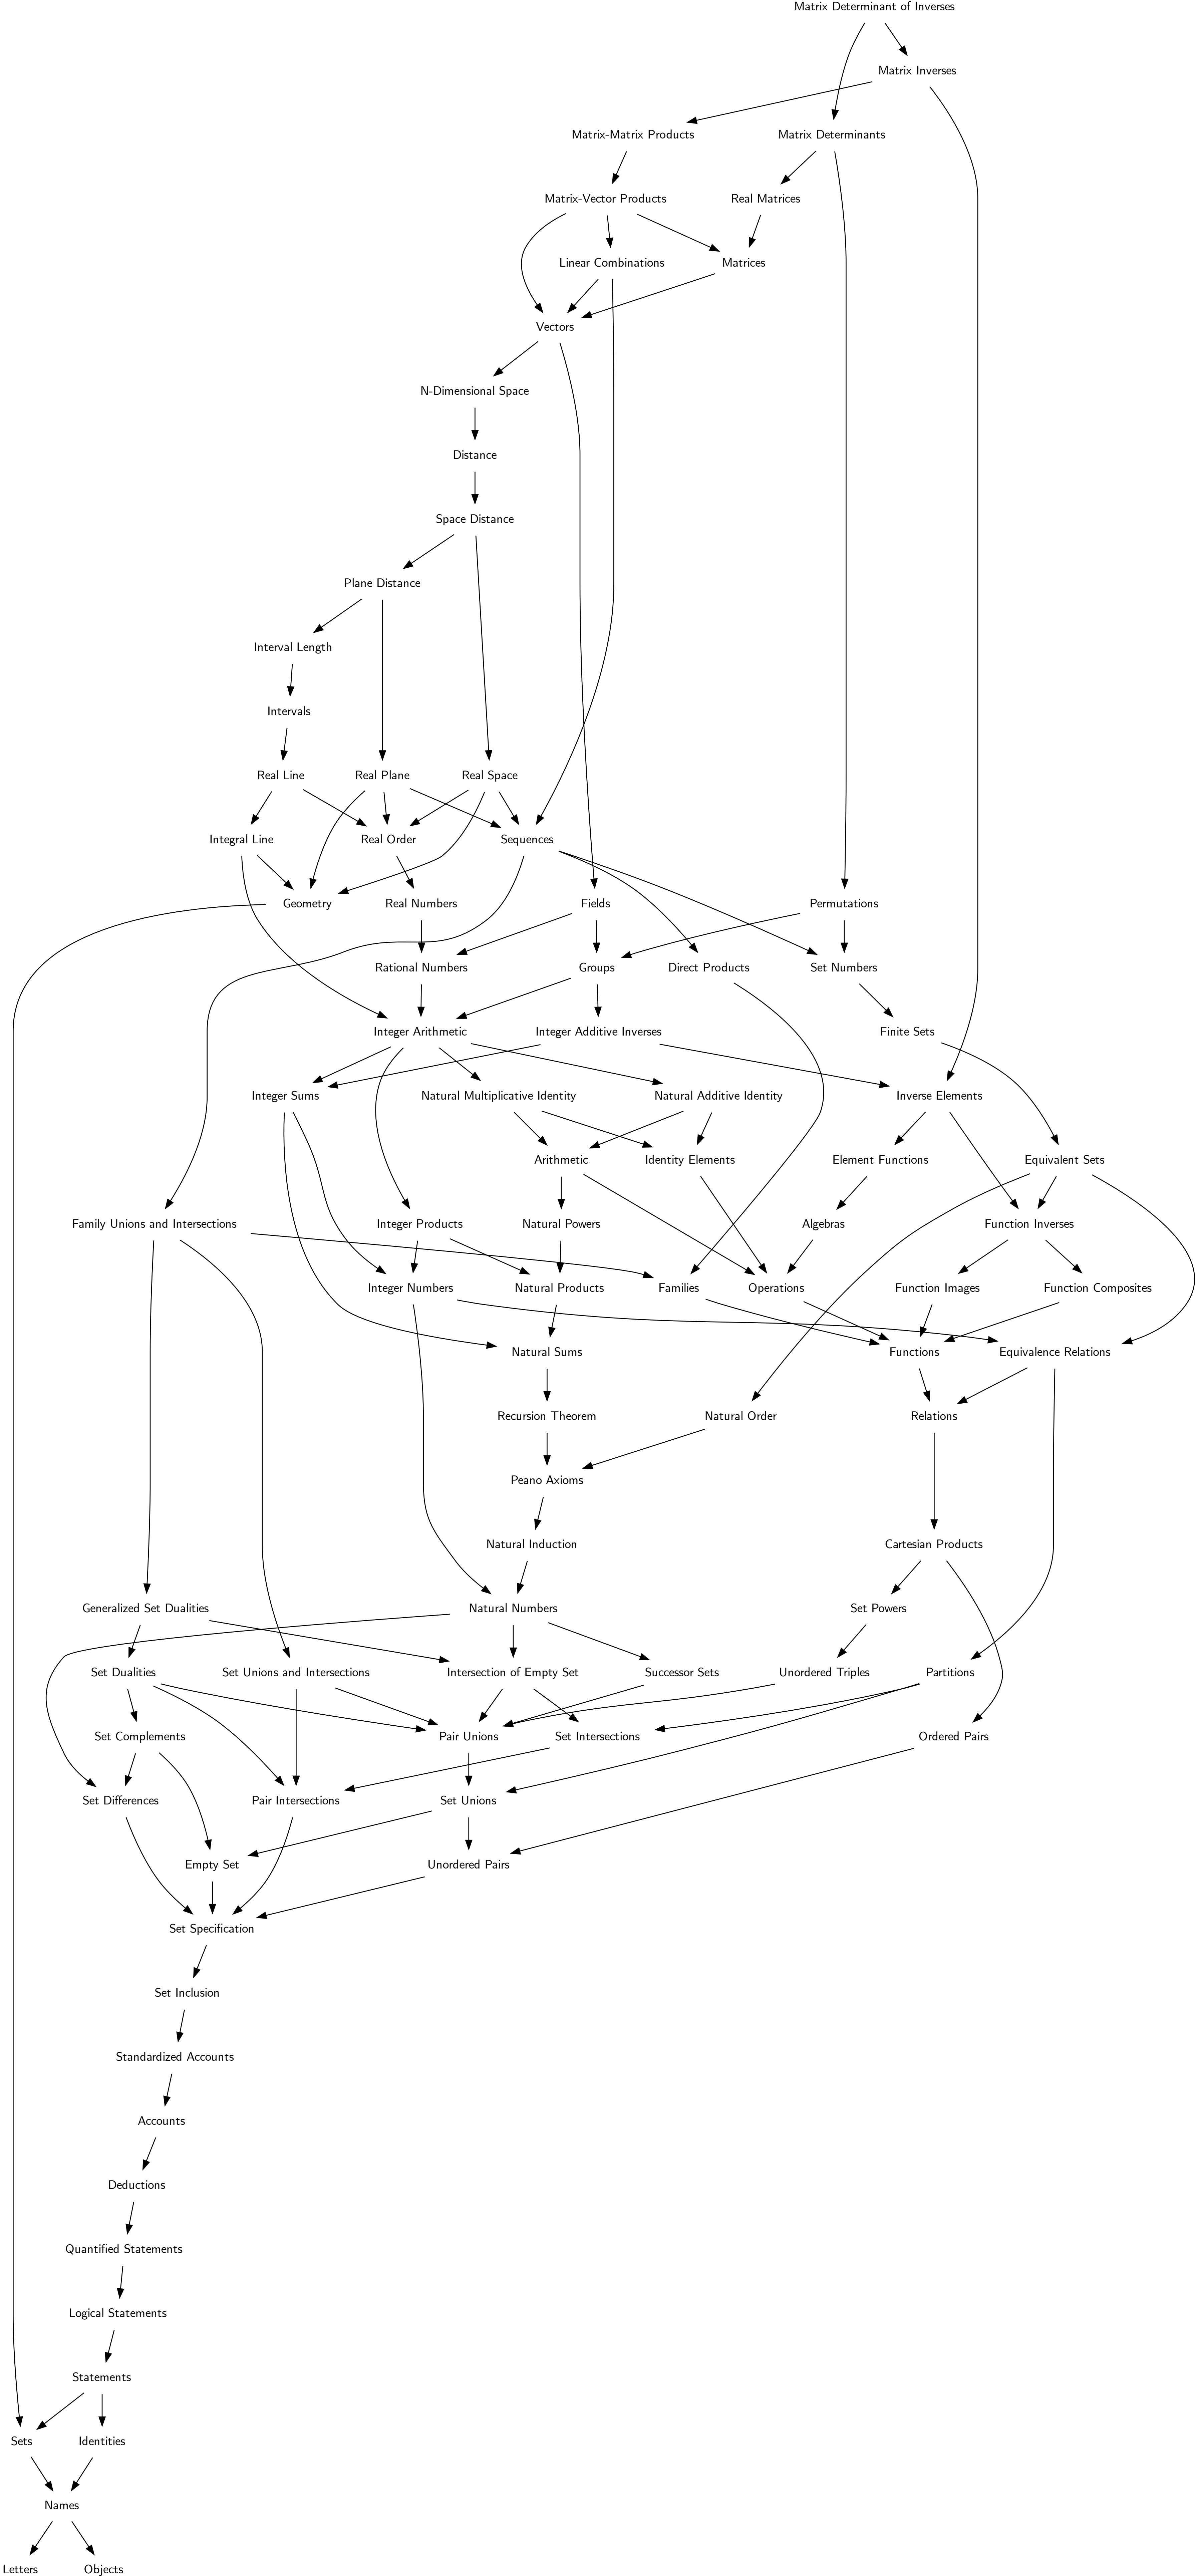 Matrix Determinant of Inverses
Matrix Inverses
Matrix-Matrix Products
Matrix Determinants
Matrix-Vector Products
Real Matrices
Linear Combinations
Matrices
Vectors
N-Dimensional Space
Distance
Space Distance
Plane Distance
Interval Length
Intervals
Real Line
Real Plane
Real Space
Integral Line
Real Order
Sequences
Geometry
Real Numbers
Fields
Permutations
Rational Numbers
Groups
Direct Products
Set Numbers
Integer Arithmetic
Integer Additive Inverses
Finite Sets
Integer Sums
Natural Multiplicative Identity
Natural Additive Identity
Inverse Elements
Arithmetic
Identity Elements
Element Functions
Equivalent Sets
Family Unions and Intersections
Integer Products
Natural Powers
Algebras
Function Inverses
Integer Numbers
Natural Products
Families
Operations
Function Images
Function Composites
Natural Sums
Functions
Equivalence Relations
Recursion Theorem
Natural Order
Relations
Peano Axioms
Natural Induction
Cartesian Products
Generalized Set Dualities
Natural Numbers
Set Powers
Set Dualities
Set Unions and Intersections
Intersection of Empty Set
Successor Sets
Unordered Triples
Partitions
Set Complements
Pair Unions
Set Intersections
Ordered Pairs
Set Differences
Pair Intersections
Set Unions
Empty Set
Unordered Pairs
Set Specification
Set Inclusion
Standardized Accounts
Accounts
Deductions
Quantified Statements
Logical Statements
Statements
Sets
Identities
Names
Letters
Objects